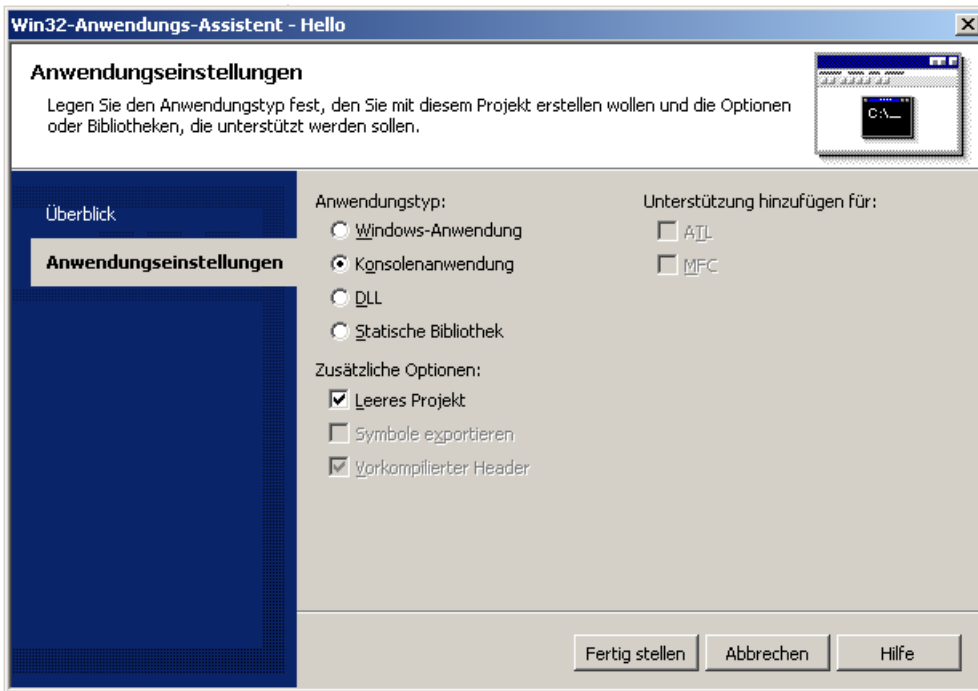 Win32-Anwendungs-Assistent - Hello
Anwendungseinstellungen
Legen Sie den Anwendungstyp fest, den Sie mit diesem Projekt erstellen wollen und die Optionen
oder Bibliotheken, die unterstützt werden sollen.
C:\_
Überblick
Anwendungseinstellungen
Anwendungstyp:
Windows-Anwendung
Konsolenanwendung
DLL
Statische Bibliothek
Zusätzliche Optionen:
Leeres Projekt
Symbole exportieren
Vorkompilierter Header
Unterstützung hinzufügen für:
ATL
MFC
Fertig stellen
Abbrechen
Hilfe